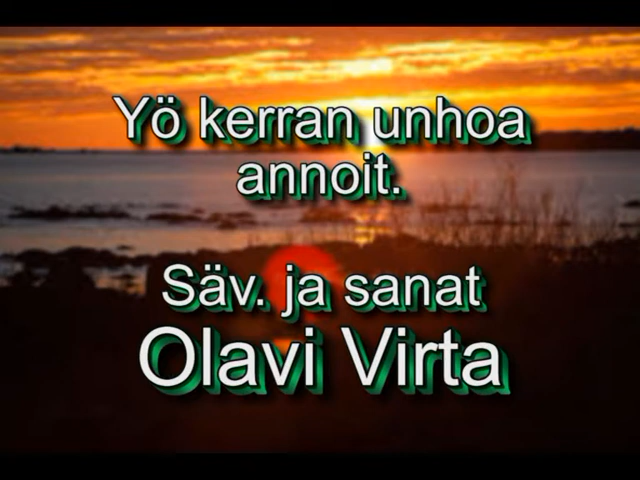 Yö kerran unhoa
annoit.
Säv. ja sanat
Olavi Virta